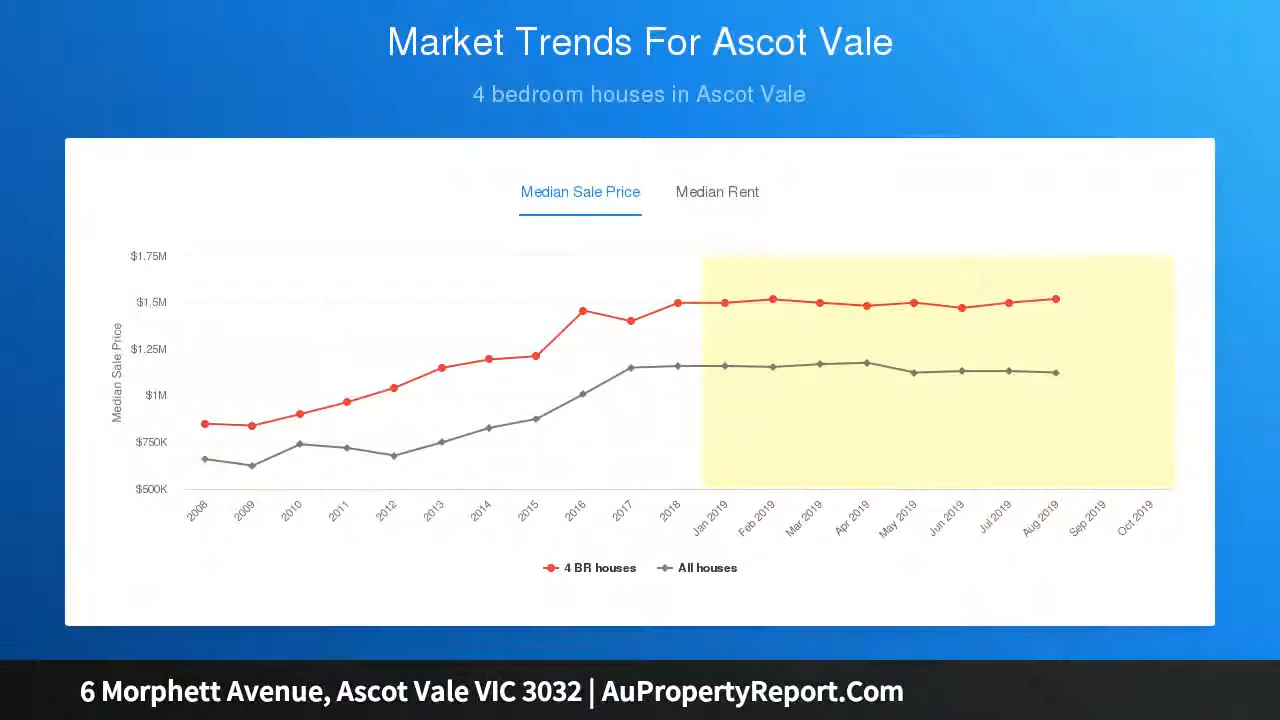 Market Trends For Ascot Vale
4 bedroom houses in Ascot Vale
Median Sale Price Median Rent
Median Sale Price
$1.75M
$1.5M
$1.25M
$1M
$750K
$500K
2008 2009 2010 2011 2012 2013 2014 2015 2016 2017 2018 Jan 2019 Feb 2019 Mar 2019 Apr 2019 May 2019 Jun 2019 Jul 2019 Aug 2019 Sep 2019 Oct 2019
4 BR houses All houses
6 Morphett Avenue, Ascot Vale VIC 3032 | AuPropertyReport.Com